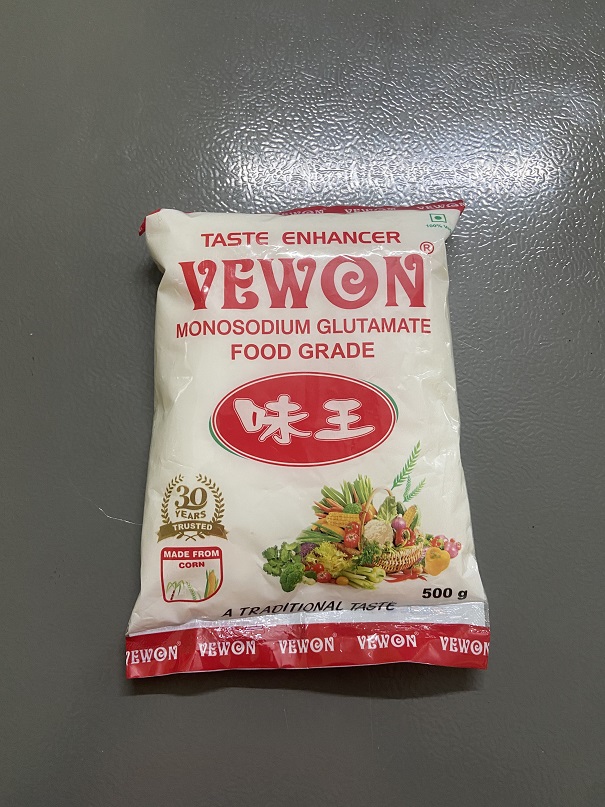 TASTE ENHANCER
VEWON®
MONOSODIUM GLUTAMATE
FOOD GRADE
味王
30
YEARS
TRUSTED
MADE FROM
CORN
500 g
A TRADITIONAL TASTE
VEWON VEWON VEWON VEWON VEWON